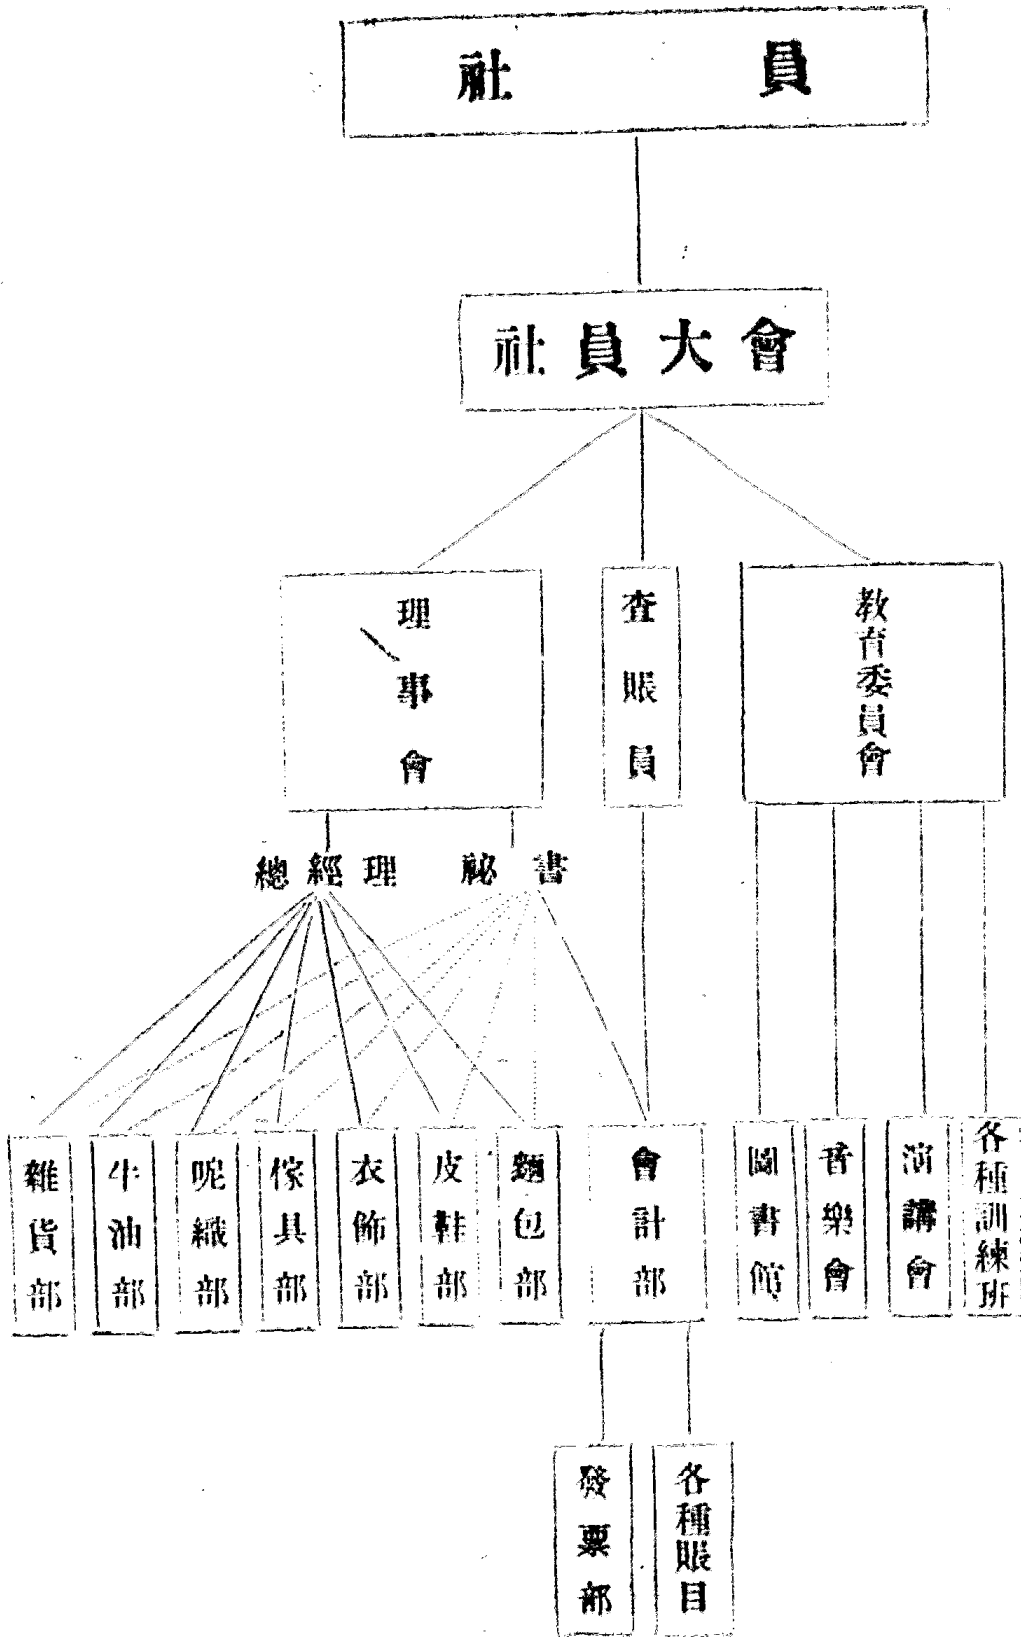 社員
社員大會
理事會
查賬員
教育委員會
總經理
祕書
雜貨部
牛油部
呢織部
傢具部
衣飾部
皮鞋部
麵包部
會計部
圖書館
音樂會
演講會
各種訓練班
發票部
各種賬目